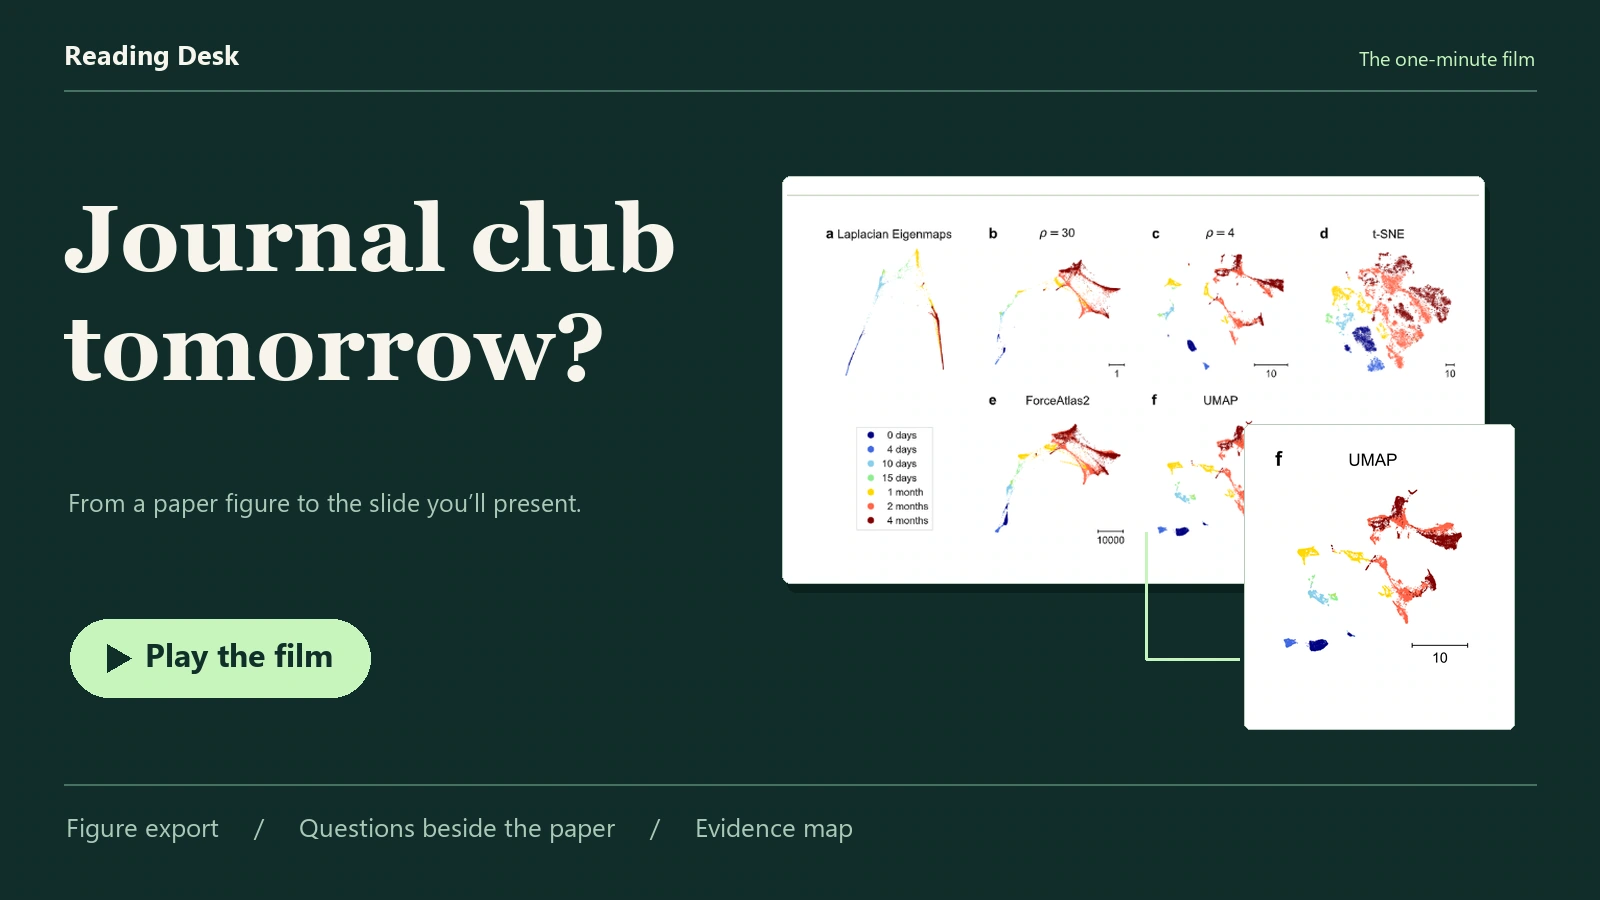 Reading Desk
The one-minute film
Journal club
tomorrow?
From a paper figure to the slide you’ll present.
Play the film
a Laplacian Eigenmaps
b ρ = 30
c ρ = 4
d t-SNE
1
10
10
e ForceAtlas2
f UMAP
0 days
4 days
10 days
15 days
1 month
2 months
4 months
10000
f UMAP
10
Figure export / Questions beside the paper / Evidence map